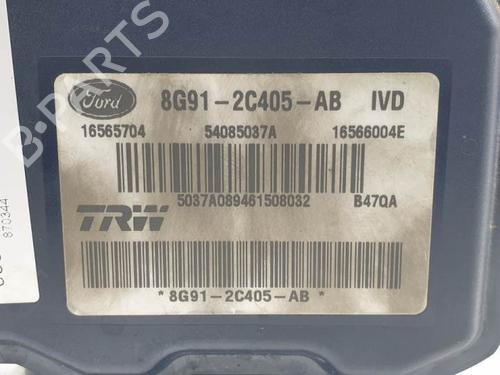 B-PARTS
Ford
8G91-2C405-AB IVD
16565704 54085037A 16566004E
5037A089461508032 B47QA
TRW
*8G91-2C405-AB*
870344